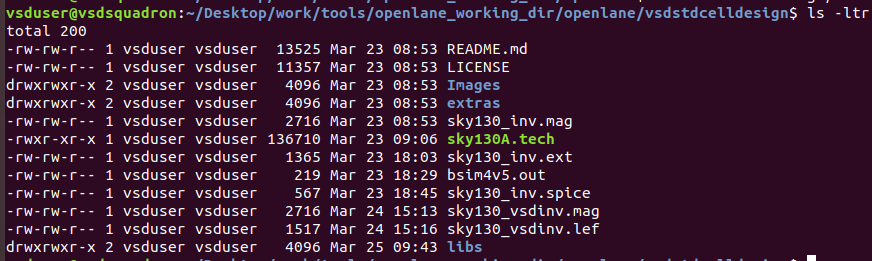 vsduser@vsdsquadron:~/Desktop/work/tools/openlane_working_dir/openlane/vsdstdcelldesign$ ls -ltr
total 200
-rw-rw-r-- 1 vsduser vsduser  13525 Mar 23 08:53 README.md
-rw-rw-r-- 1 vsduser vsduser  11357 Mar 23 08:53 LICENSE
drwxrwxr-x 2 vsduser vsduser   4096 Mar 23 08:53 Images
drwxrwxr-x 2 vsduser vsduser   4096 Mar 23 08:53 extras
-rw-rw-r-- 1 vsduser vsduser   2716 Mar 23 08:53 sky130_inv.mag
-rwxr-xr-x 1 vsduser vsduser 136710 Mar 23 09:06 sky130A.tech
-rw-rw-r-- 1 vsduser vsduser   1365 Mar 23 18:03 sky130_inv.ext
-rw-rw-r-- 1 vsduser vsduser    219 Mar 23 18:29 bsim4v5.out
-rw-rw-r-- 1 vsduser vsduser    567 Mar 23 18:45 sky130_inv.spice
-rw-rw-r-- 1 vsduser vsduser   2716 Mar 24 15:13 sky130_vsdinv.mag
-rw-rw-r-- 1 vsduser vsduser   1517 Mar 24 15:16 sky130_vsdinv.lef
drwxrwxr-x 2 vsduser vsduser   4096 Mar 25 09:43 libs